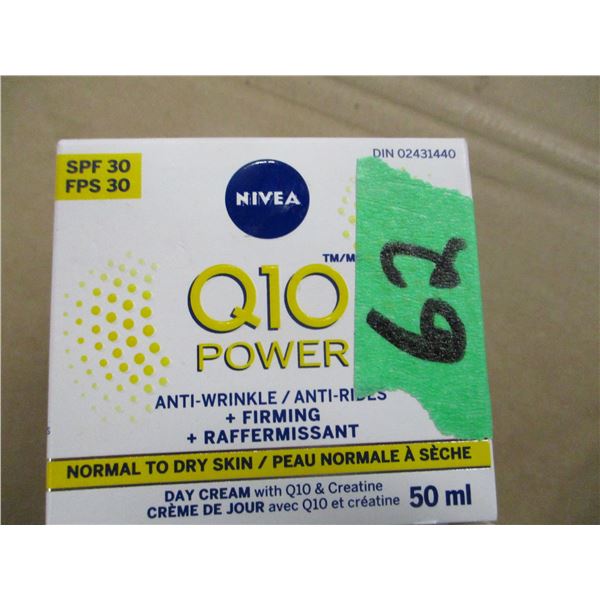 SPF 30
FPS 30
DIN 02431440
NIVEA
Q10 TM/M
POWER
62
ANTI-WRINKLE / ANTI-RIDES
+ FIRMING
+ RAFFERMISSANT
NORMAL TO DRY SKIN / PEAU NORMALE À SÈCHE
DAY CREAM with Q10 & Creatine
CRÈME DE JOUR avec Q10 et créatine 50 ml